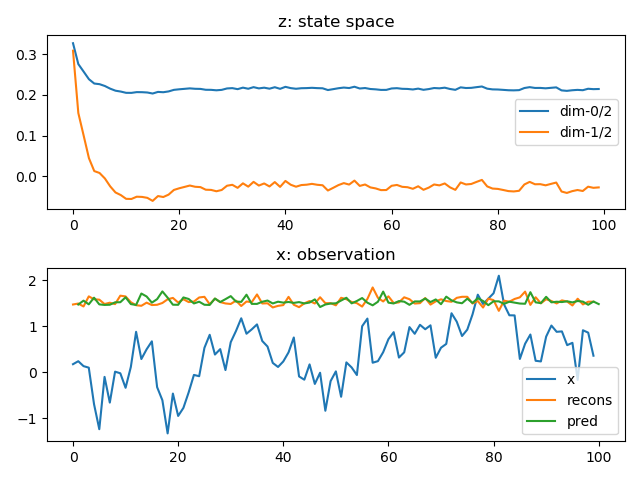 z: state space
0.3
0.2
0.1
0.0
dim-0/2
dim-1/2
0 20 40 60 80 100
x: observation
2
1
0
−1
x
recons
pred
0 20 40 60 80 100